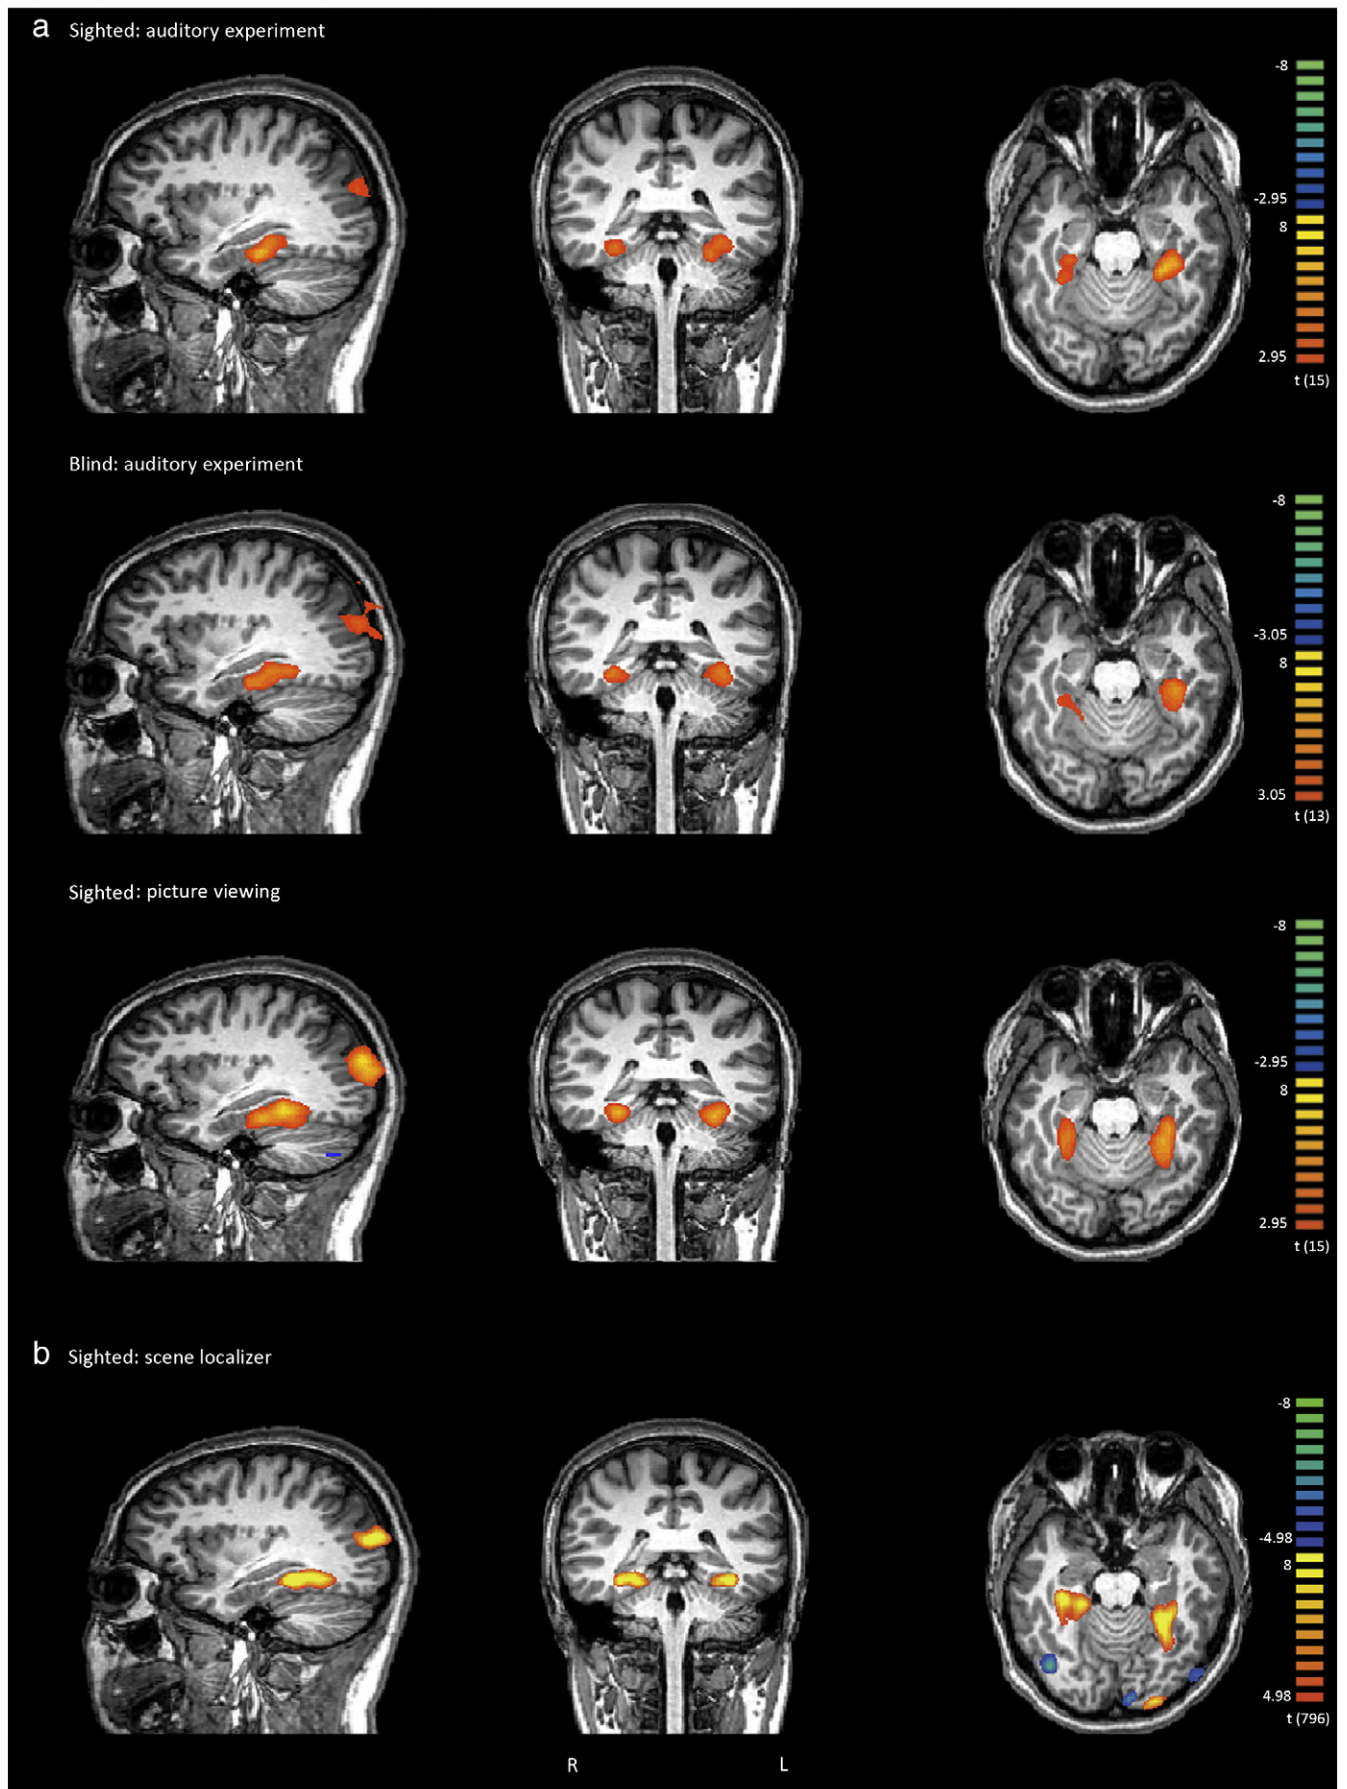 a Sighted: auditory experiment
-8
-2.95
8
2.95
t (15)
Blind: auditory experiment
-8
-3.05
8
3.05
t (13)
Sighted: picture viewing
-8
-2.95
8
2.95
t (15)
b Sighted: scene localizer
-8
-4.98
8
4.98
t (796)
R L